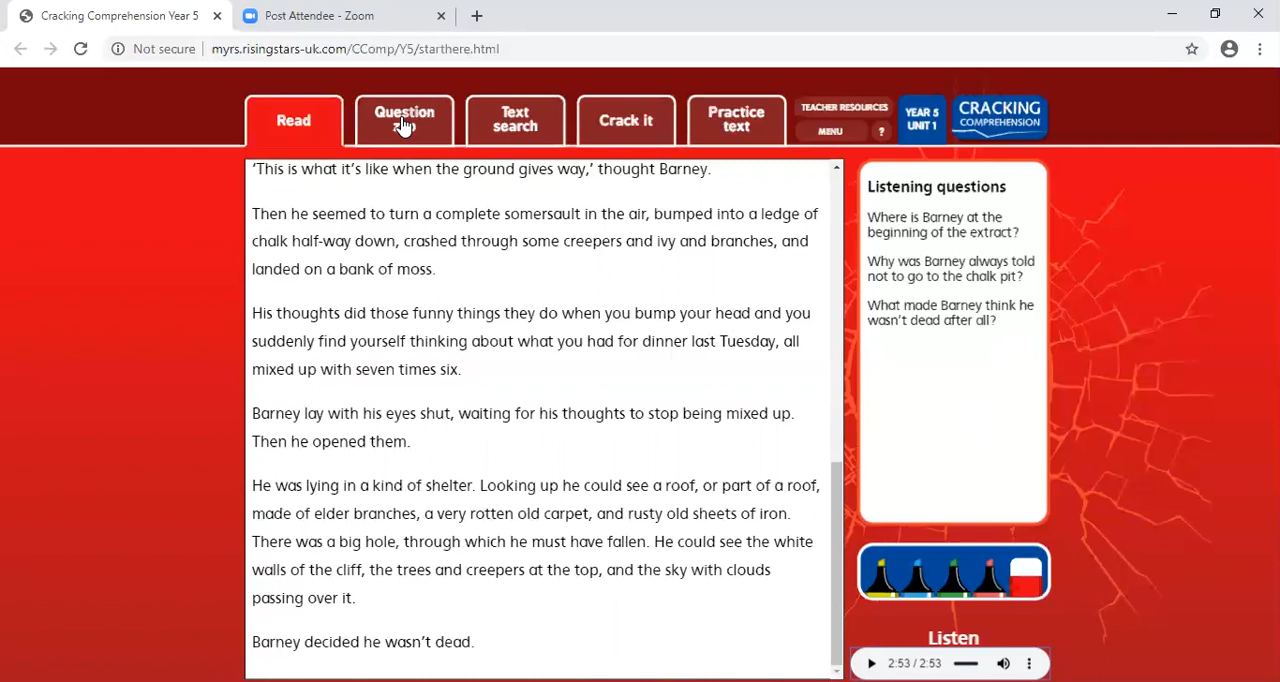 Cracking Comprehension Year 5
Post Attendee - Zoom
Not secure
myrs.risingstars-uk.com/CComp/Y5/starthere.html
Read
Question
Text
search
Crack it
Practice
text
TEACHER RESOURCES
MENU
?
YEAR 5
UNIT 1
CRACKING
COMPREHENSION
‘This is what it’s like when the ground gives way,’ thought Barney.
Then he seemed to turn a complete somersault in the air, bumped into a ledge of
chalk half-way down, crashed through some creepers and ivy and branches, and
landed on a bank of moss.
His thoughts did those funny things they do when you bump your head and you
suddenly find yourself thinking about what you had for dinner last Tuesday, all
mixed up with seven times six.
Barney lay with his eyes shut, waiting for his thoughts to stop being mixed up.
Then he opened them.
He was lying in a kind of shelter. Looking up he could see a roof, or part of a roof,
made of elder branches, a very rotten old carpet, and rusty old sheets of iron.
There was a big hole, through which he must have fallen. He could see the white
walls of the cliff, the trees and creepers at the top, and the sky with clouds
passing over it.
Barney decided he wasn’t dead.
Listening questions
Where is Barney at the
beginning of the extract?
Why was Barney always told
not to go to the chalk pit?
What made Barney think he
wasn’t dead after all?
Listen
2:53 / 2:53